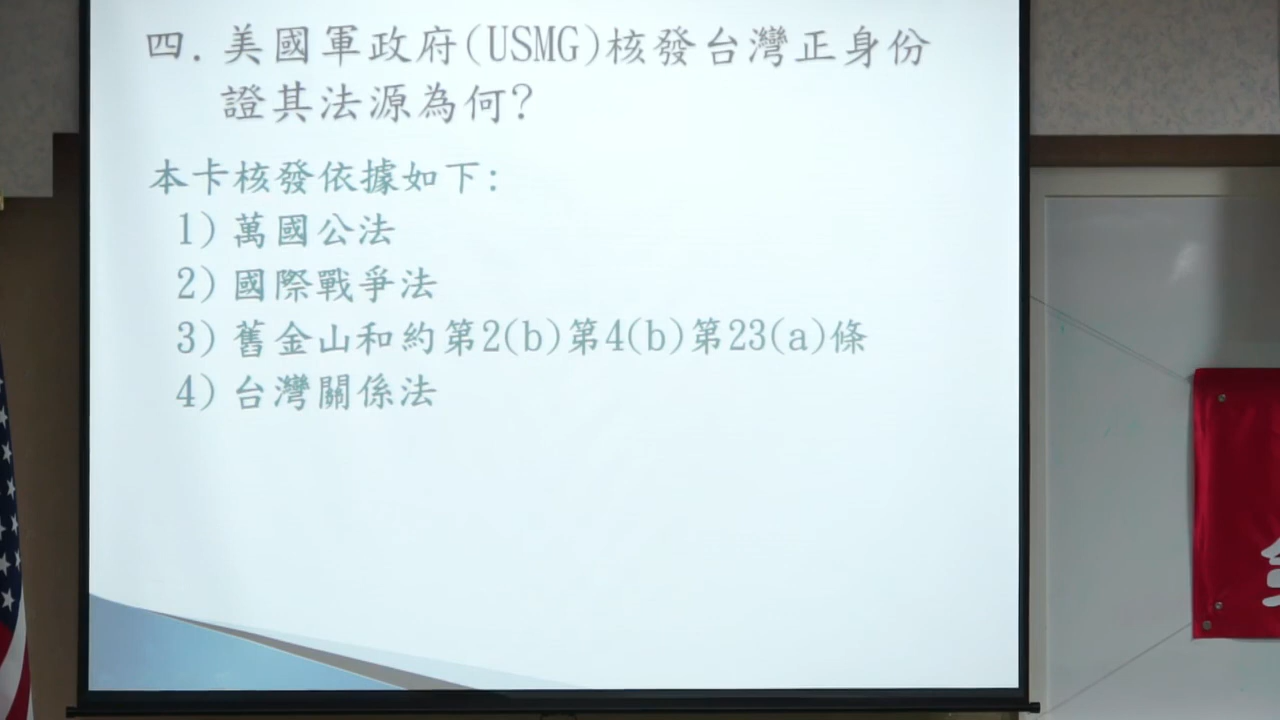 四. 美國軍政府(USMG)核發台灣正身份
證其法源為何?
本卡核發依據如下:
1) 萬國公法
2) 國際戰爭法
3) 舊金山和約第2(b)第4(b)第23(a)條
4) 台灣關係法